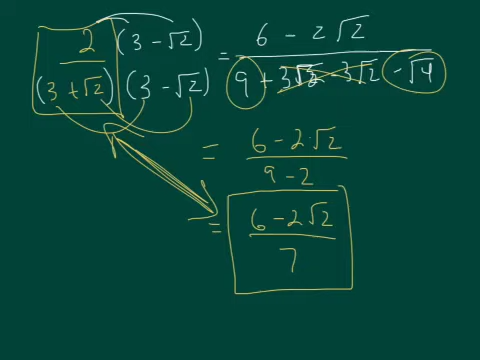 2 (3 - √2) / (3 + √2) (3 - √2) = 6 - 2√2 / 9 + 3√2 - 3√2 - √4
= 6 - 2√2 / 9 - 2
= 6 - 2√2 / 7